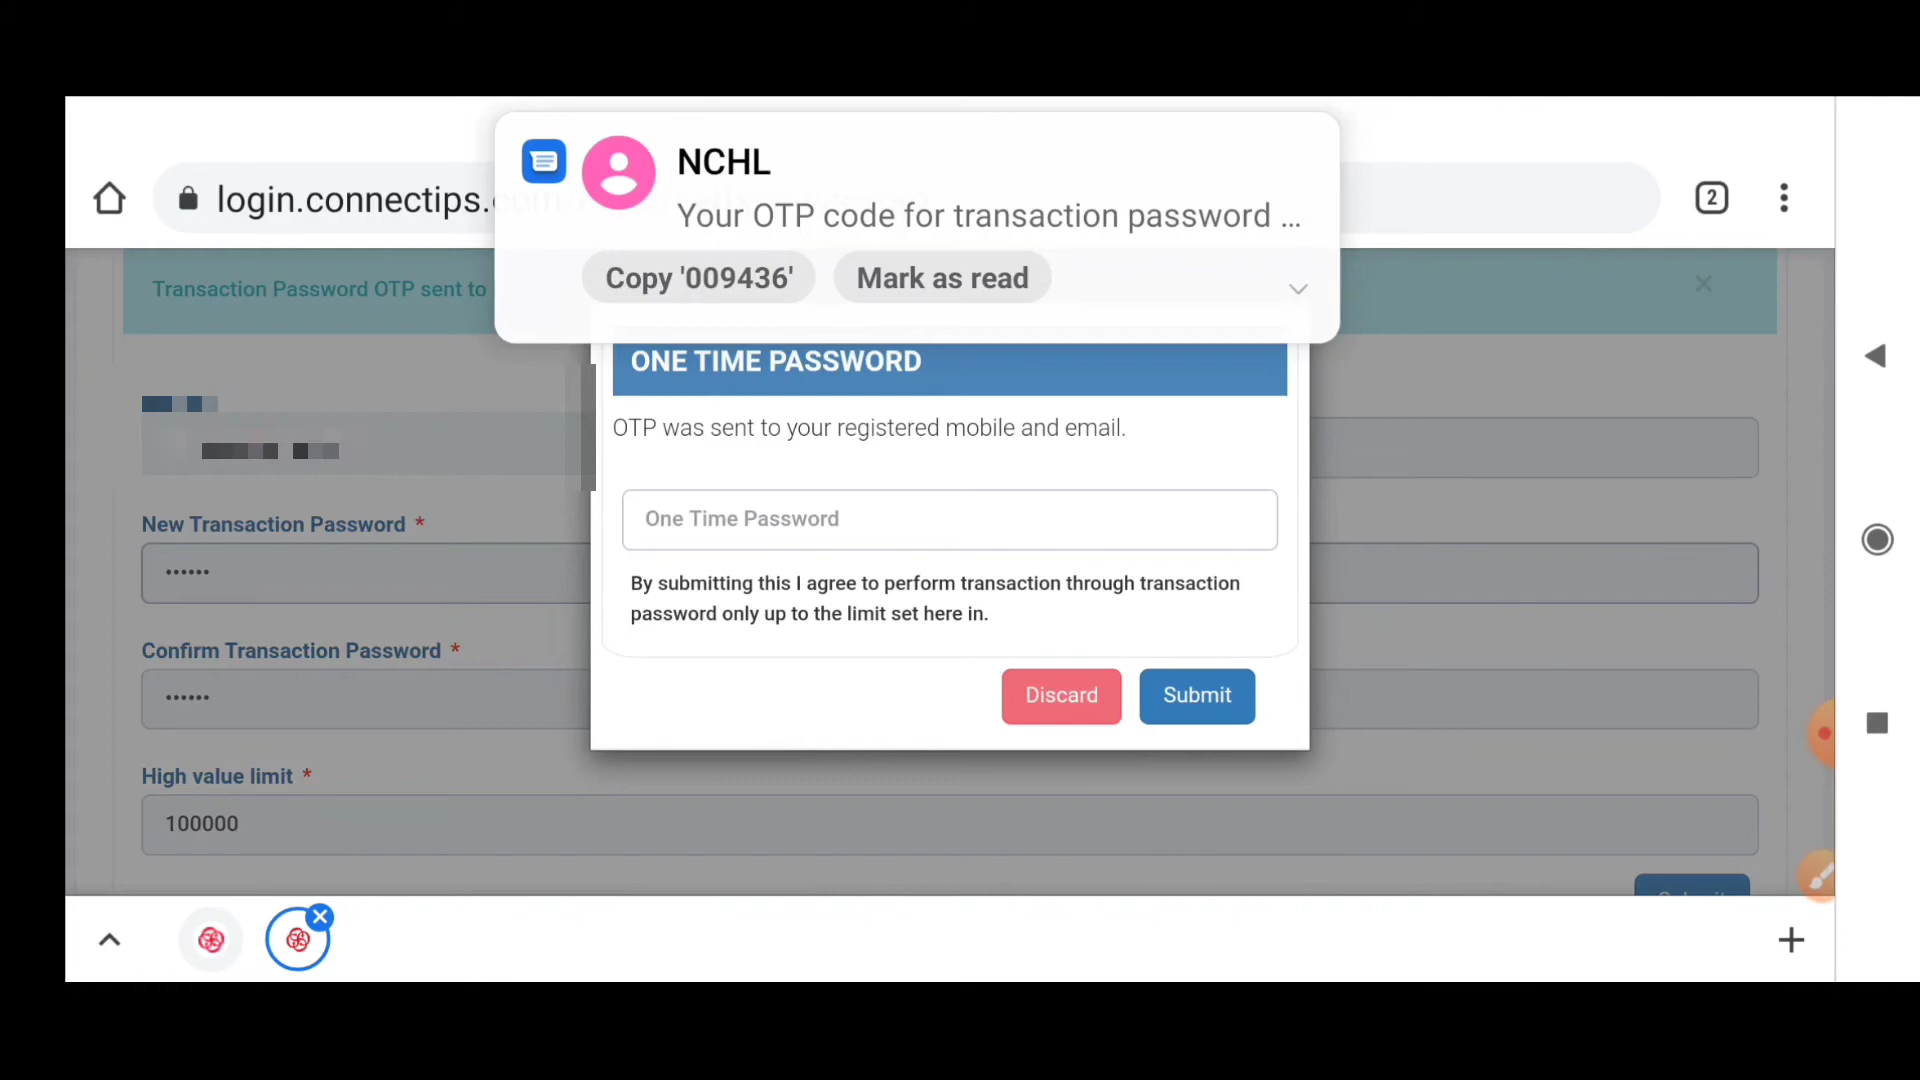 NCHL
Your OTP code for transaction password ...
Copy '009436'
Mark as read
login.connectips.
2
Transaction Password OTP sent to
ONE TIME PASSWORD
OTP was sent to your registered mobile and email.
One Time Password
By submitting this I agree to perform transaction through transaction
password only up to the limit set here in.
Discard
Submit
New Transaction Password *
••••••
Confirm Transaction Password *
••••••
High value limit *
100000